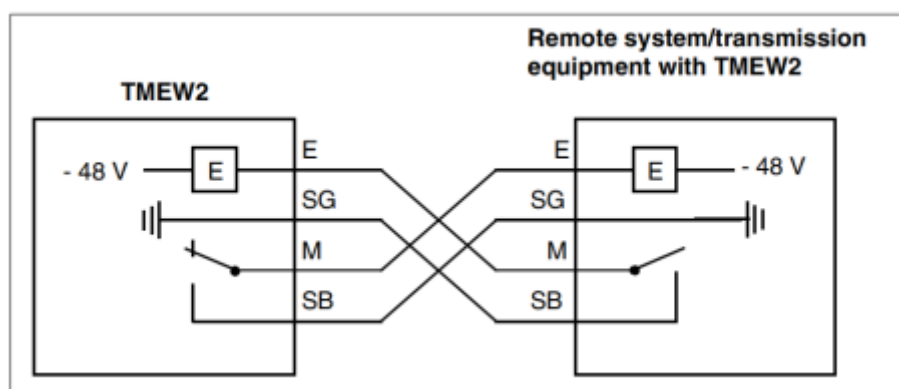 Remote system/transmission
equipment with TMEW2
TMEW2
- 48 V
E
E
SG
M
SB
E
SG
M
SB
E
- 48 V